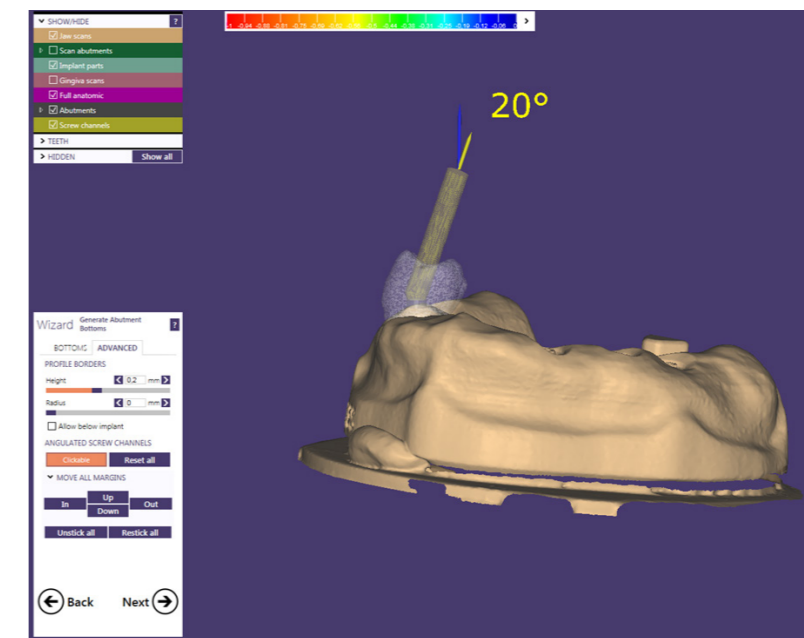 SHOW/HIDE ?
Jaw scans
Scan abutments
Implant parts
Gingiva scans
Full anatomic
Abutments
Screw channels
TEETH
HIDDEN Show all
20°
Wizard Generate Abutment Bottoms ?
BOTTOMS ADVANCED
PROFILE BORDERS
Height 0,2 mm
Radius 0 mm
Allow below implant
ANGULATED SCREW CHANNELS
Clickable Reset all
MOVE ALL MARGINS
In Up Down Out
Unstick all Restick all
Back Next